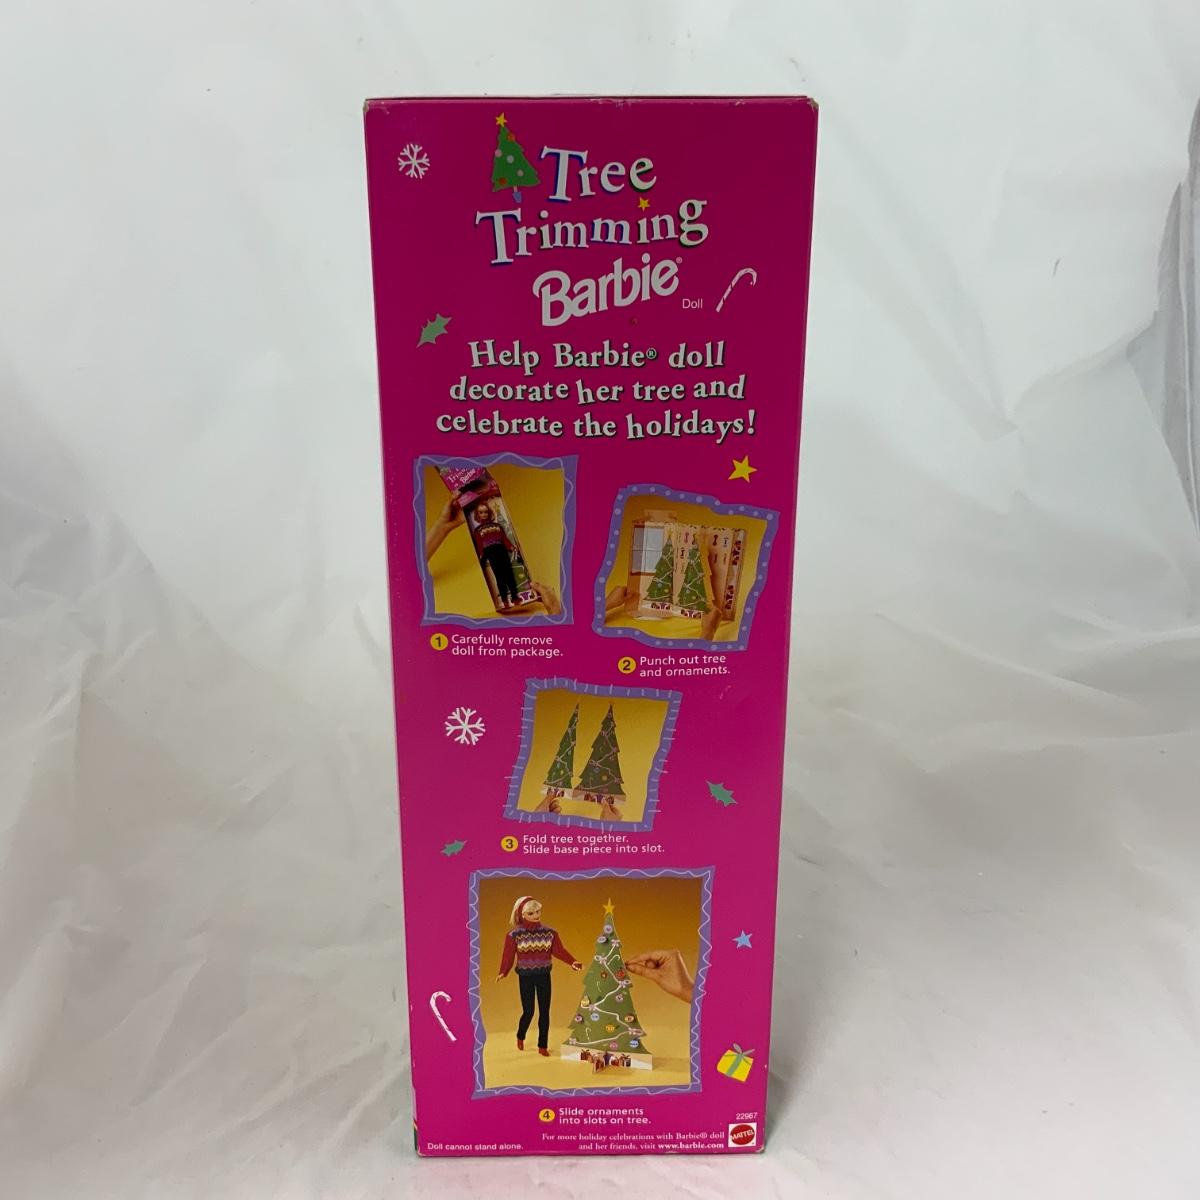 Tree
Trimming
Barbie®
Doll
Help Barbie® doll
decorate her tree and
celebrate the holidays!
1 Carefully remove
doll from package.
2 Punch out tree
and ornaments.
3 Fold tree together.
Slide base piece into slot.
4 Slide ornaments
into slots on tree.
22967
MATTEL
For more holiday celebrations with Barbie® doll
and her friends, visit www.barbie.com
Doll cannot stand alone.